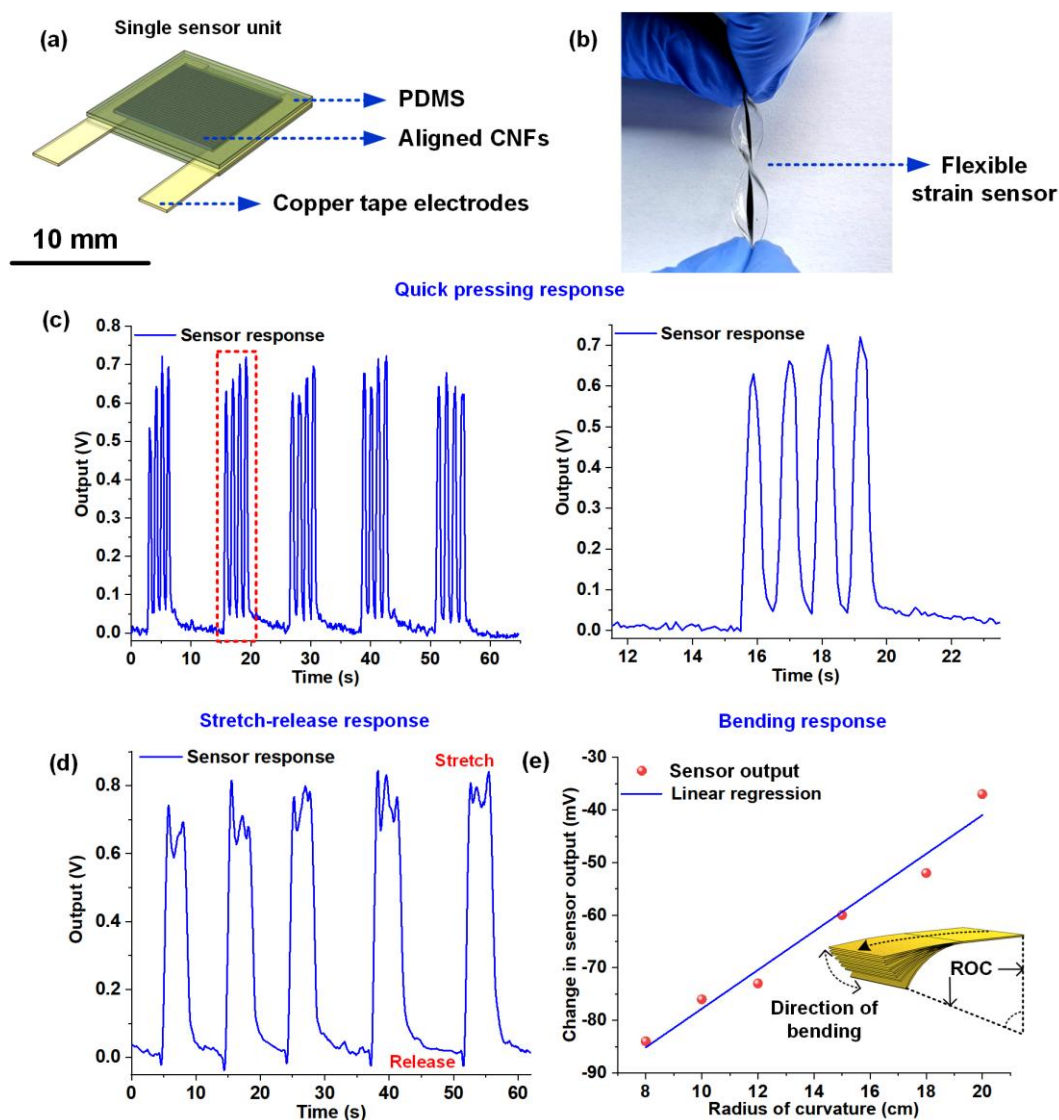 (a)
Single sensor unit
PDMS
Aligned CNFs
Copper tape electrodes
10 mm
(b)
Flexible
strain sensor
Quick pressing response
(c)
Sensor response
0.8
0.7
0.6
0.5
0.4
0.3
0.2
0.1
0.0
Output (V)
0 10 20 30 40 50 60
Time (s)
Sensor response
0.7
0.6
0.5
0.4
0.3
0.2
0.1
0.0
Output (V)
12 14 16 18 20 22
Time (s)
Stretch-release response
(d)
Sensor response
Stretch
0.8
0.6
0.4
0.2
0.0
Output (V)
Release
0 10 20 30 40 50 60
Time (s)
Bending response
(e)
Sensor output
Linear regression
-30
-40
-50
-60
-70
-80
-90
Change in sensor output (mV)
ROC
Direction of
bending
8 10 12 14 16 18 20
Radius of curvature (cm)